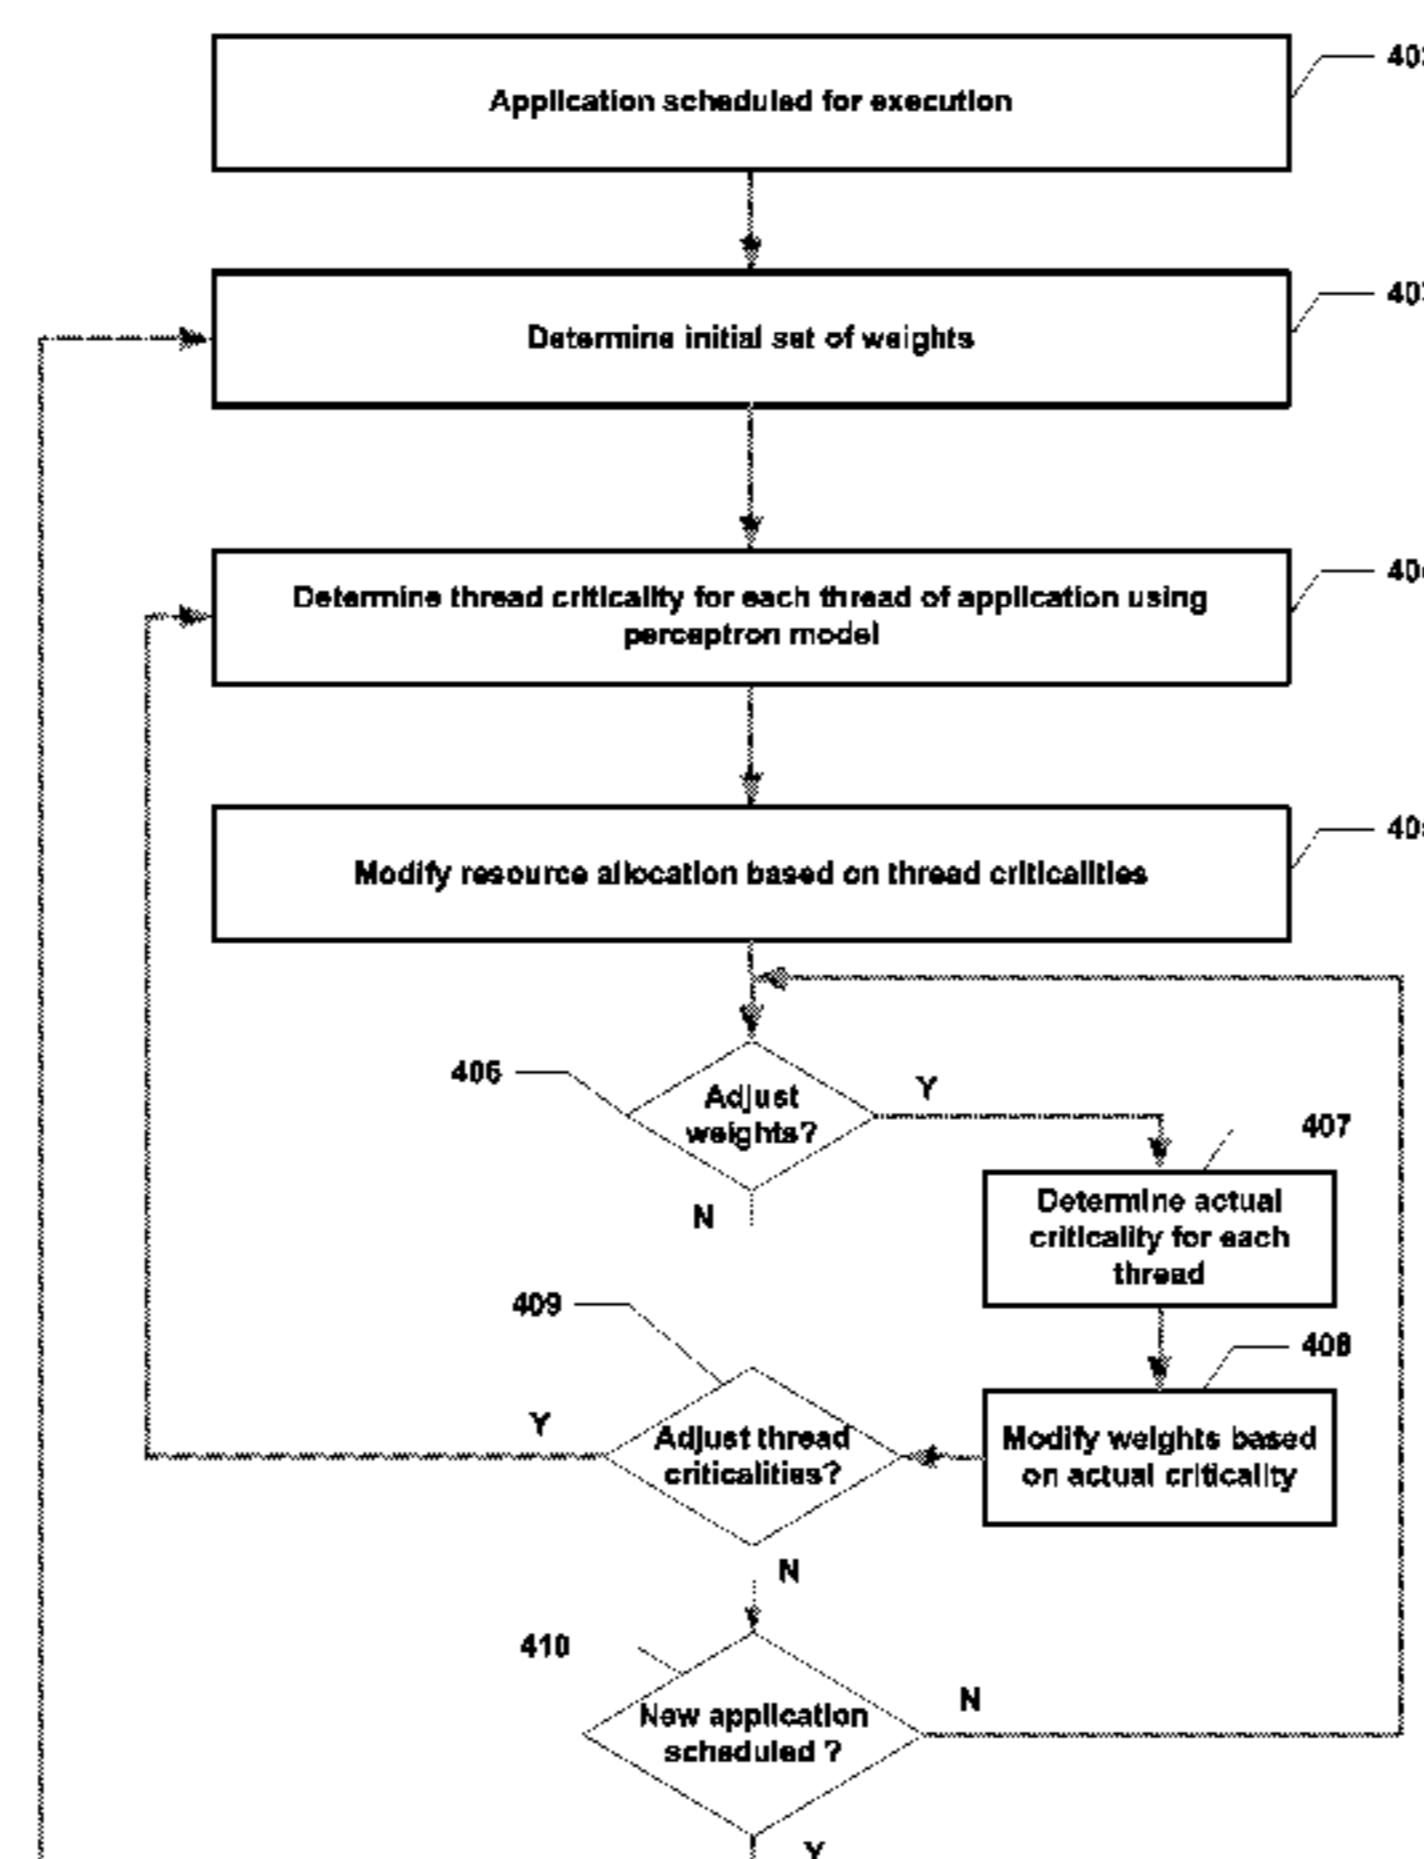 Application scheduled for execution
Determine initial set of weights
Determine thread criticality for each thread of application using
perceptron model
Modify resource allocation based on thread criticalities
406
Adjust
weights?
Y
N
407
Determine actual
criticality for each
thread
408
Modify weights based
on actual criticality
409
Adjust thread
criticalities?
Y
N
410
New application
scheduled ?
N
Y